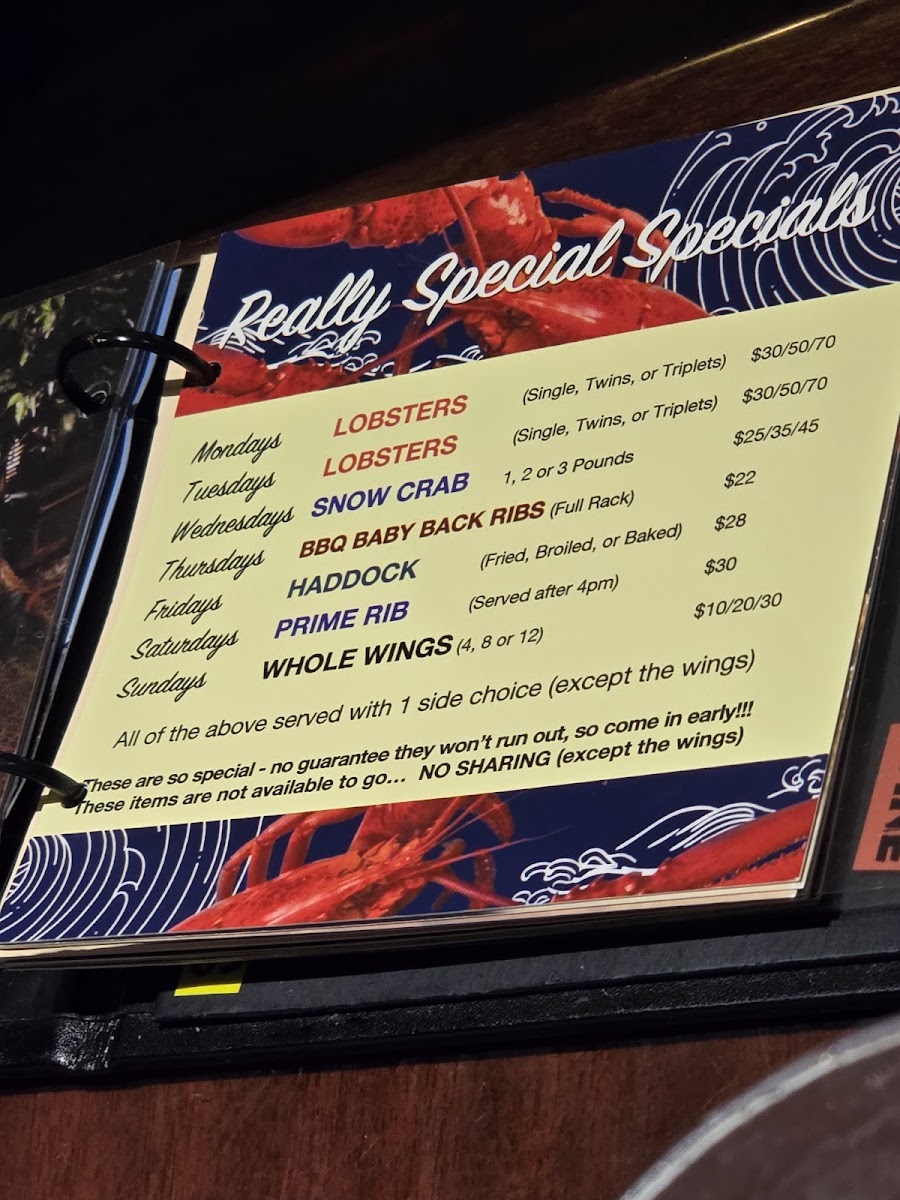 Really Special Specials
Mondays LOBSTERS (Single, Twins, or Triplets) $30/50/70
Tuesdays LOBSTERS (Single, Twins, or Triplets) $30/50/70
Wednesdays SNOW CRAB 1, 2 or 3 Pounds $25/35/45
Thursdays BBQ BABY BACK RIBS (Full Rack) $22
Fridays HADDOCK (Fried, Broiled, or Baked) $28
Saturdays PRIME RIB (Served after 4pm) $30
Sundays WHOLE WINGS (4, 8 or 12) $10/20/30
All of the above served with 1 side choice (except the wings)
These are so special - no guarantee they won't run out, so come in early!!!
These items are not available to go... NO SHARING (except the wings)